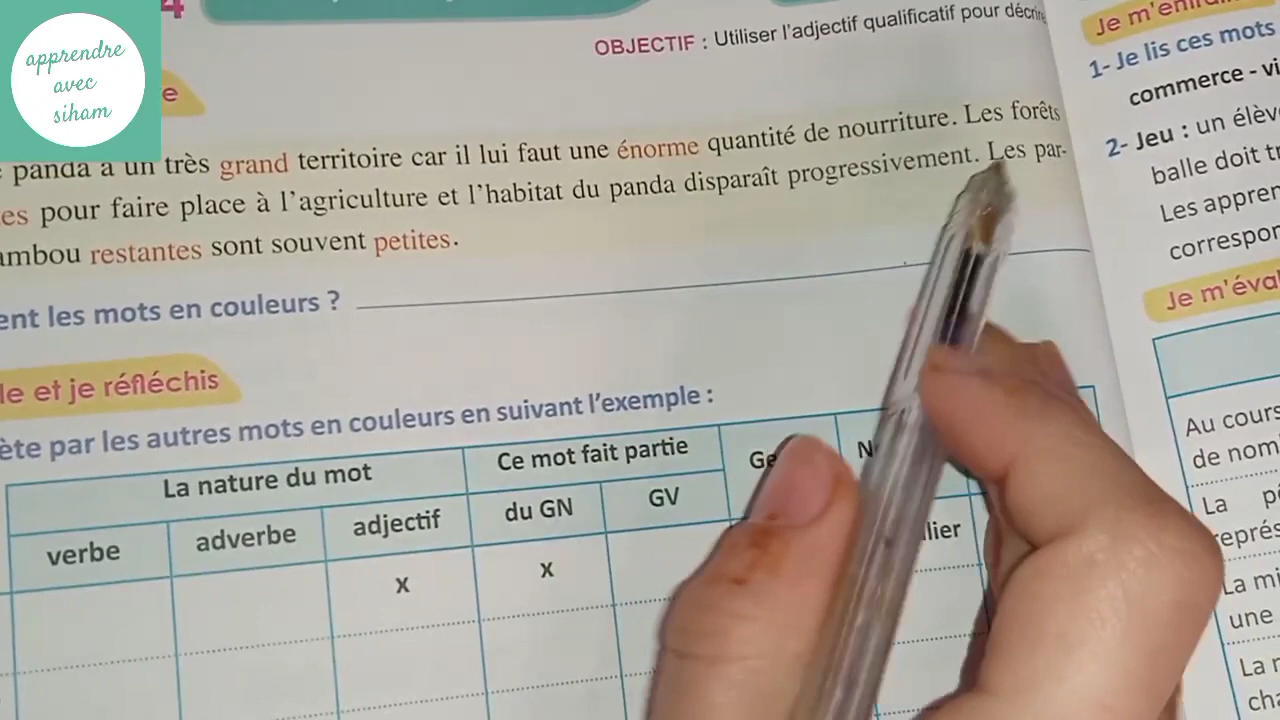 apprendre
avec
siham
4
OBJECTIF : Utiliser l'adjectif qualificatif pour décrire
e
panda a un très grand territoire car il lui faut une énorme quantité de nourriture. Les forêts
es pour faire place à l'agriculture et l'habitat du panda disparaît progressivement. Les par-
ambou restantes sont souvent petites.
ent les mots en couleurs ?
le et je réfléchis
ète par les autres mots en couleurs en suivant l'exemple :
La nature du mot
Ce mot fait partie
Ge
N
verbe
adverbe
adjectif
du GN
GV
lier
x
x
Je m'entr
1- Je lis ces mots
commerce - vi
2- Jeu : un élèv
balle doit tr
Les appren
correspon
Je m'éval
Au cours
de nom
La
représ
La mi
une
La
cha